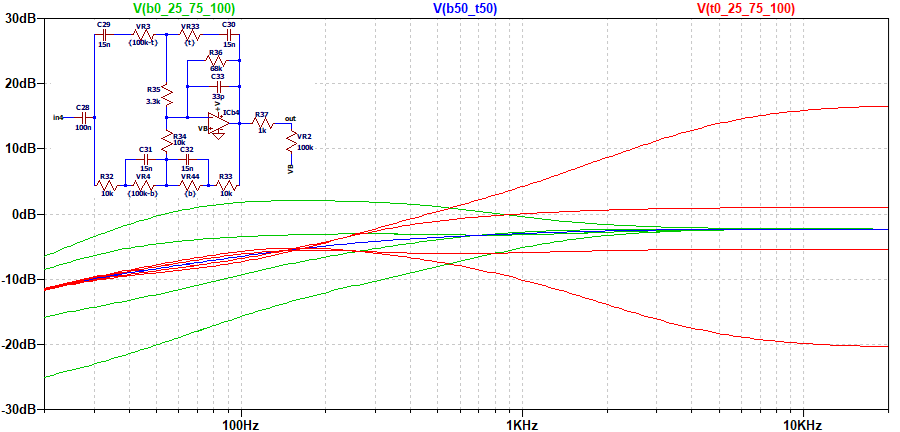 V(b0_25_75_100) V(b50_t50) V(t0_25_75_100)
30dB
20dB
10dB
0dB
-10dB
-20dB
-30dB
100Hz 1KHz 10KHz
C29 VR3 VR33 C30
15n {100k-t} {t} 15n
R36
68k
C33
33p
R35
3.3k
+V
ICb4
VB
in4
C28
100n
R37
1k
out
VR2
100k
VB
R34
10k
C31 C32
15n 15n
R32 VR4 VR44 R33
10k {100k-b} {b} 10k